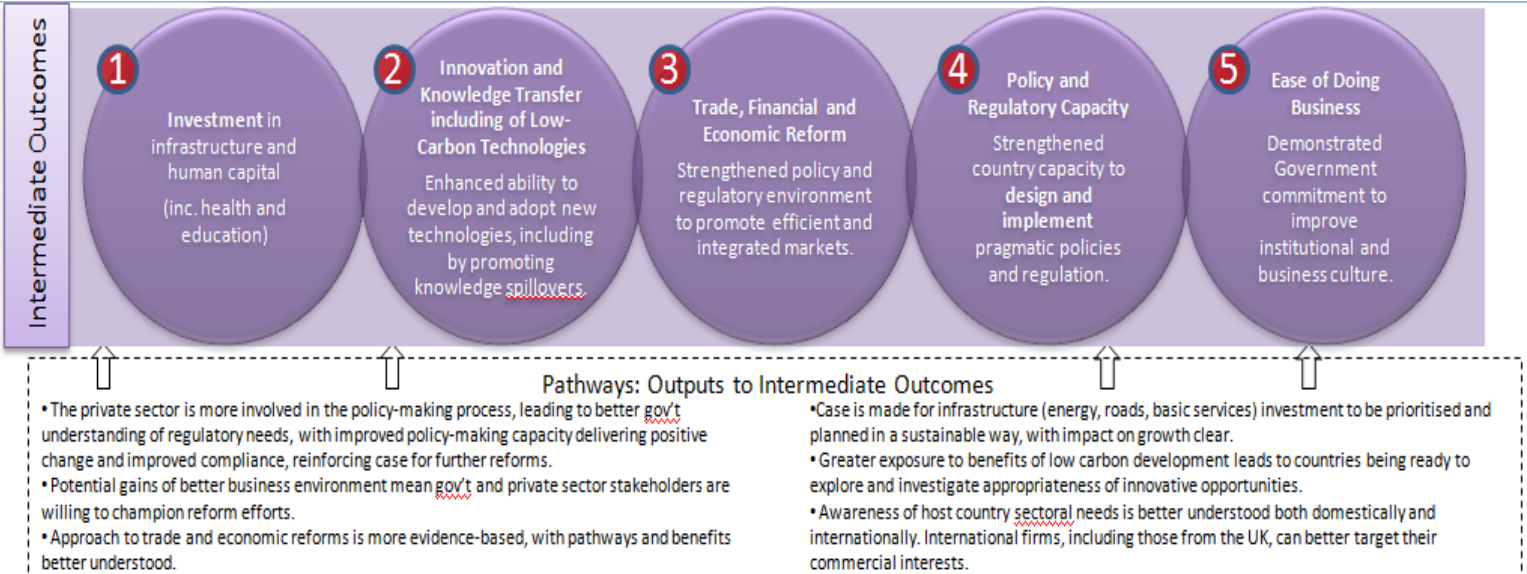 Intermediate Outcomes
1
Investment in
infrastructure and
human capital
(inc. health and
education)
2
Innovation and
Knowledge Transfer
including of Low-
Carbon Technologies
Enhanced ability to
develop and adopt new
technologies, including
by promoting
knowledge spillovers.
3
Trade, Financial and
Economic Reform
Strengthened policy and
regulatory environment
to promote efficient and
integrated markets.
4
Policy and
Regulatory Capacity
Strengthened
country capacity to
design and
implement
pragmatic policies
and regulation.
5
Ease of Doing
Business
Demonstrated
Government
commitment to
improve
institutional and
business culture.
Pathways: Outputs to Intermediate Outcomes
•The private sector is more involved in the policy-making process, leading to better gov't
understanding of regulatory needs, with improved policy-making capacity delivering positive
change and improved compliance, reinforcing case for further reforms.
•Potential gains of better business environment mean gov't and private sector stakeholders are
willing to champion reform efforts.
•Approach to trade and economic reforms is more evidence-based, with pathways and benefits
better understood.
•Case is made for infrastructure (energy, roads, basic services) investment to be prioritised and
planned in a sustainable way, with impact on growth clear.
•Greater exposure to benefits of low carbon development leads to countries being ready to
explore and investigate appropriateness of innovative opportunities.
•Awareness of host country sectoral needs is better understood both domestically and
internationally. International firms, including those from the UK, can better target their
commercial interests.